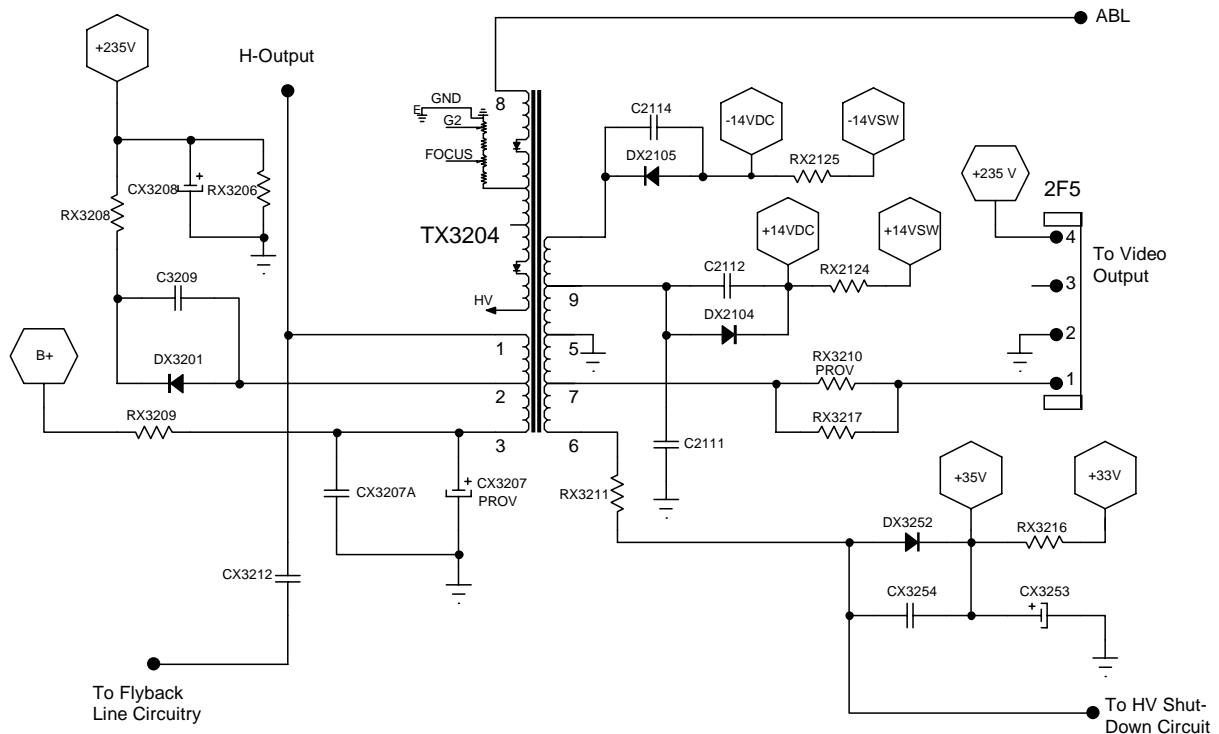 ABL
+235V
H-Output
8
E
GND
G2
FOCUS
HV
TX3204
C2114
DX2105
-14VDC
RX2125
-14VSW
+235 V
2F5
4
3
2
1
To Video
Output
CX3208
+
RX3206
RX3208
C3209
DX3201
B+
RX3209
1
2
3
9
5
7
6
+14VDC
+14VSW
C2112
RX2124
DX2104
RX3210
PROV
RX3217
C2111
CX3207A
+
CX3207
PROV
RX3211
CX3212
+35V
+33V
DX3252
RX3216
CX3254
CX3253
+
To Flyback
Line Circuitry
To HV Shut-
Down Circuit